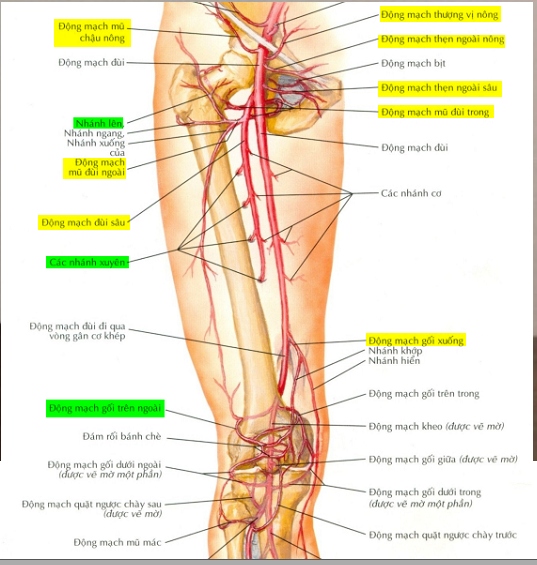 Động mạch mũ
chậu nông
Động mạch đùi
Nhánh lên,
Nhánh ngang,
Nhánh xuống
của
Động mạch
mũ đùi ngoài
Động mạch đùi sâu
Các nhánh xuyên
Động mạch đùi đi qua
vòng gân cơ khép
Động mạch gối trên ngoài
Đám rối bánh chè
Động mạch gối dưới ngoài
(được vẽ mờ một phần)
Động mạch quặt ngược chày sau
(được vẽ mờ)
Động mạch mũ mác
Động mạch thượng vị nông
Động mạch thẹn ngoài nông
Động mạch bịt
Động mạch thẹn ngoài sâu
Động mạch mũ đùi trong
Động mạch đùi
Các nhánh cơ
Động mạch gối xuống
Nhánh khớp
Nhánh hiển
Động mạch gối trên trong
Động mạch kheo (được vẽ mờ)
Động mạch gối giữa (được vẽ mờ)
Động mạch gối dưới trong
(được vẽ mờ một phần)
Động mạch quặt ngược chày trước